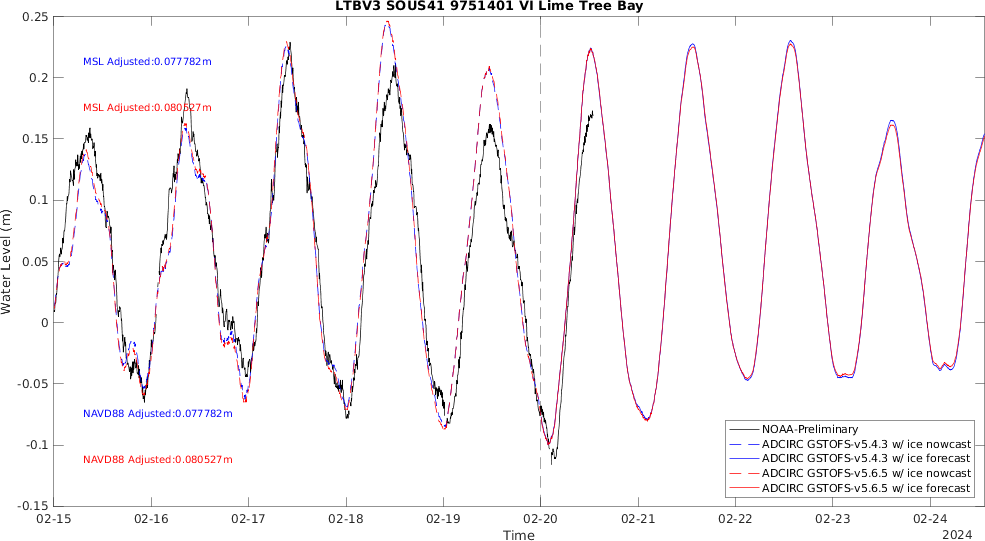 LTBV3 SOUS41 9751401 VI Lime Tree Bay
0.25
0.2
0.15
0.1
0.05
0
-0.05
-0.1
-0.15
Water Level (m)
MSL Adjusted:0.077782m
MSL Adjusted:0.080527m
NAVD88 Adjusted:0.077782m
NAVD88 Adjusted:0.080527m
NOAA-Preliminary
ADCIRC GSTOFS-v5.4.3 w/ ice nowcast
ADCIRC GSTOFS-v5.4.3 w/ ice forecast
ADCIRC GSTOFS-v5.6.5 w/ ice nowcast
ADCIRC GSTOFS-v5.6.5 w/ ice forecast
02-15 02-16 02-17 02-18 02-19 02-20 02-21 02-22 02-23 02-24
Time
2024